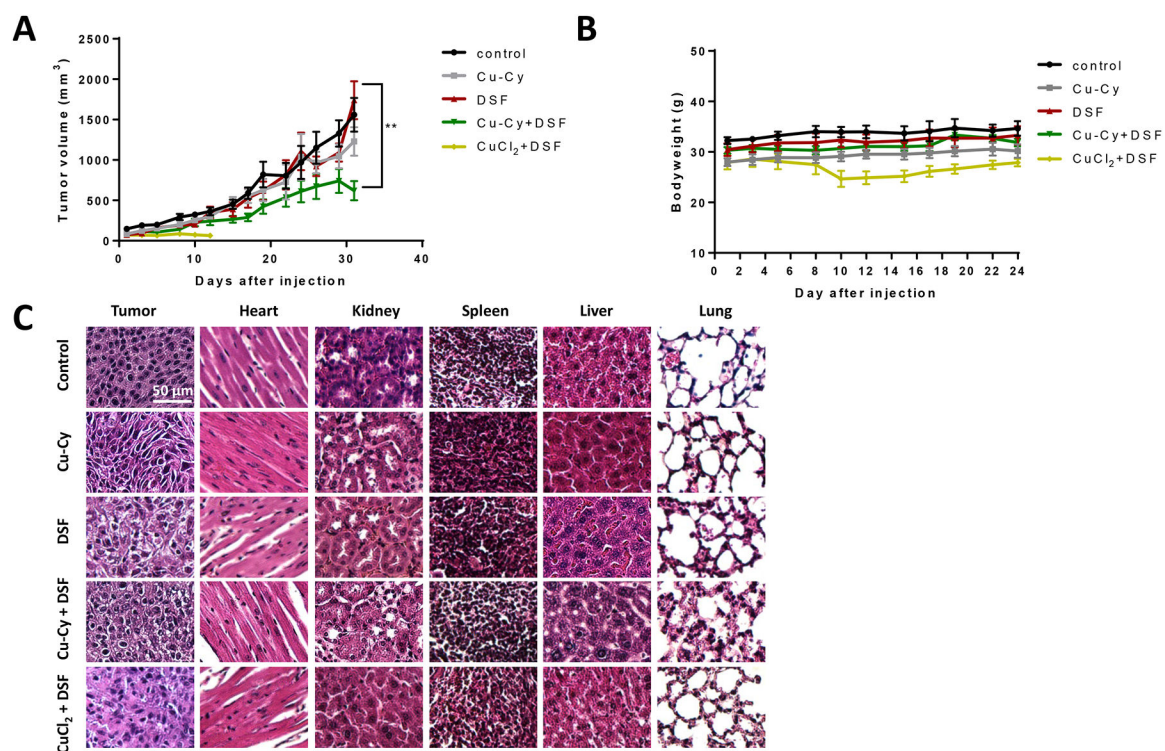 A
Tumor volume (mm³)
2500
2000
1500
1000
500
0
0 10 20 30 40
Days after injection
**
control
Cu-Cy
DSF
Cu-Cy+DSF
CuCl₂+DSF
B
Bodyweight (g)
50
40
30
20
10
0 2 4 6 8 10 12 14 16 18 20 22 24
Day after injection
control
Cu-Cy
DSF
Cu-Cy+DSF
CuCl₂+DSF
C
Tumor Heart Kidney Spleen Liver Lung
Control
50 µm
Cu-Cy
DSF
Cu-Cy + DSF
CuCl₂ + DSF